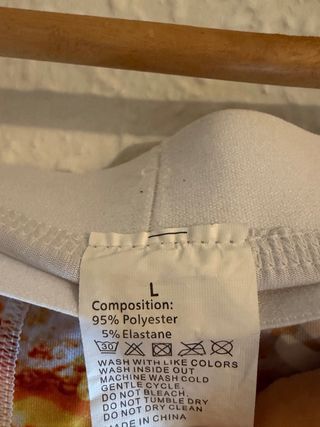 L
Composition:
95% Polyester
5% Elastane
30
WASH WITH LIKE COLORS
WASH INSIDE OUT
MACHINE WASH COLD
GENTLE CYCLE.
DO NOT BLEACH.
DO NOT TUMBLE DRY
DO NOT DRY CLEAN
MADE IN CHINA